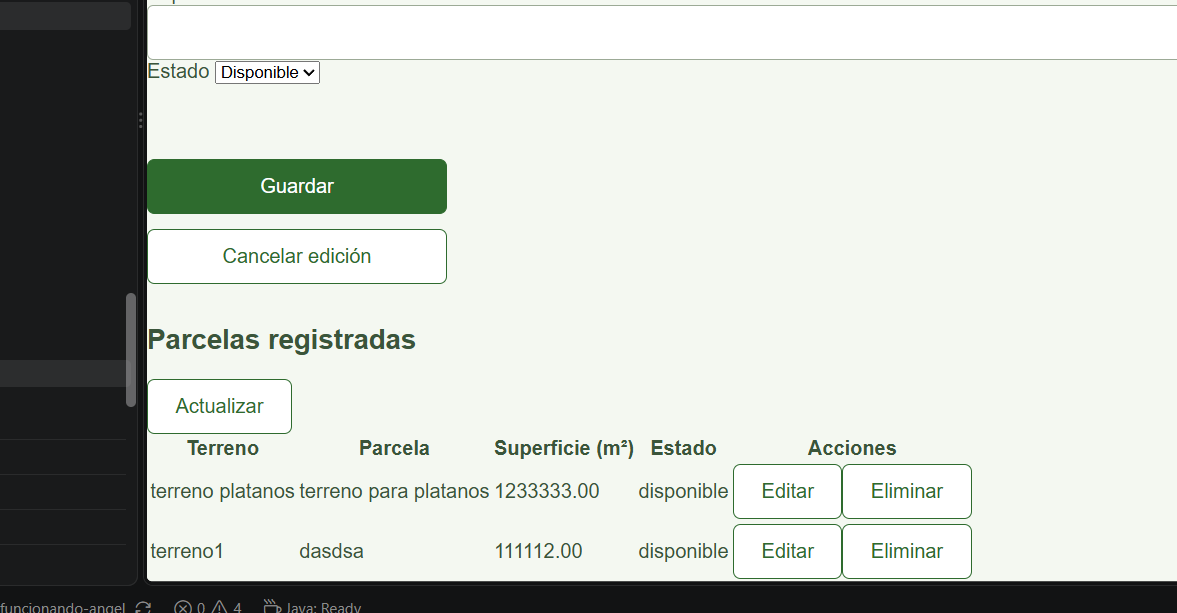 Estado Disponible
Guardar
Cancelar edición
Parcelas registradas
Actualizar
Terreno Parcela Superficie (m²) Estado Acciones
terreno platanos terreno para platanos 1233333.00 disponible Editar Eliminar
terreno1 dasdsa 111112.00 disponible Editar Eliminar
funcionando-angel 0 4 Java: Ready